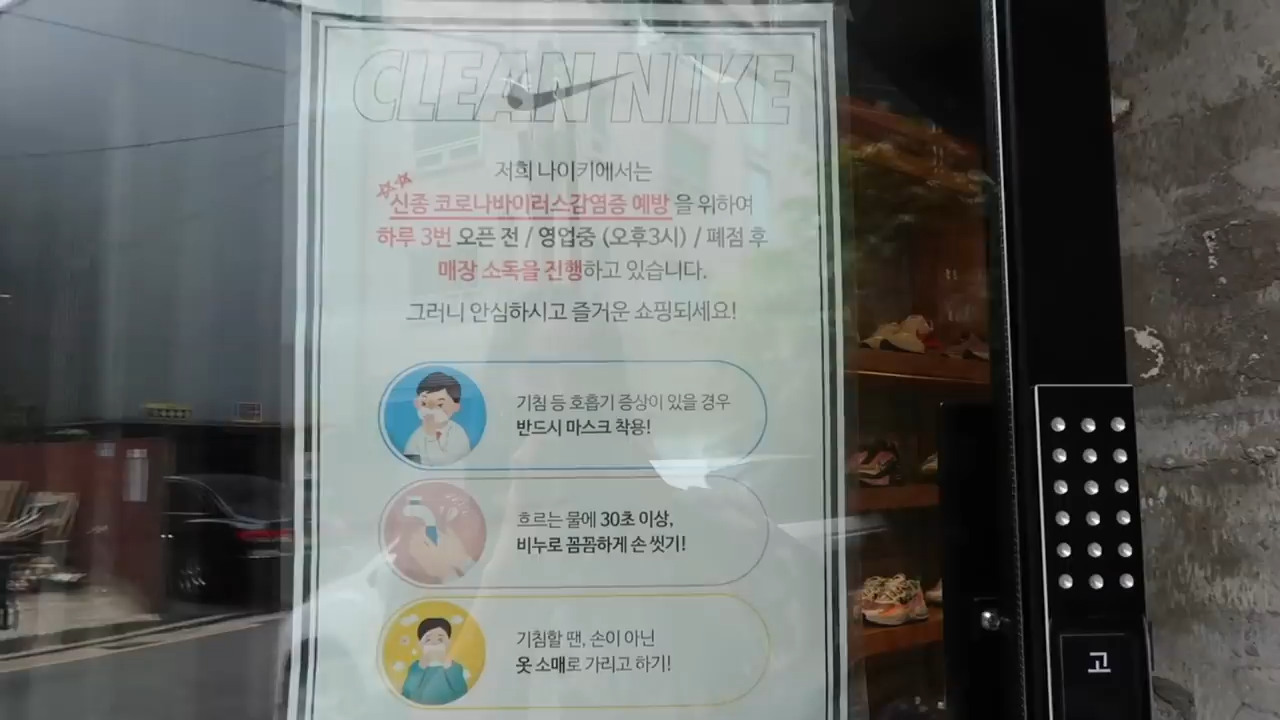 CLEAN NIKE
저희 나이키에서는
신종 코로나바이러스감염증 예방 을 위하여
하루 3번 오픈 전 / 영업중 (오후3시) / 폐점 후
매장 소독을 진행하고 있습니다.
그러니 안심하시고 즐거운 쇼핑되세요!
기침 등 호흡기 증상이 있을 경우
반드시 마스크 착용!
흐르는 물에 30초 이상,
비누로 꼼꼼하게 손 씻기!
기침할 땐, 손이 아닌
옷 소매로 가리고 하기!
고